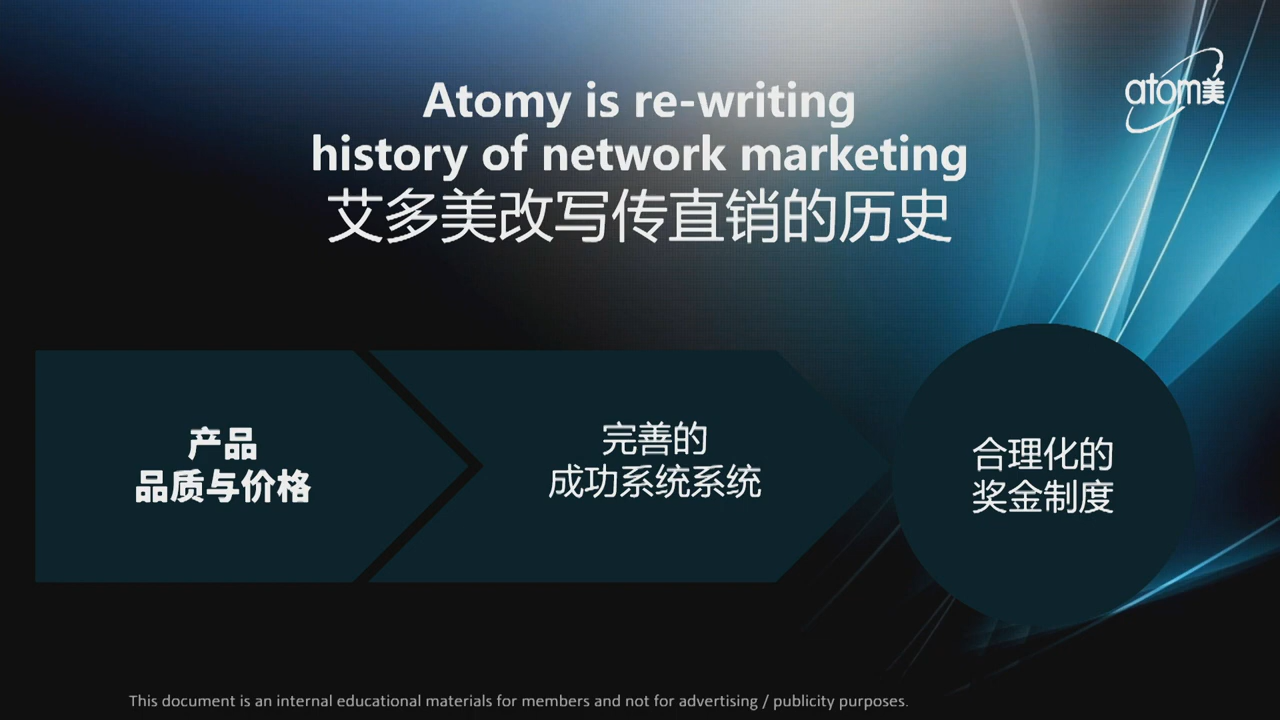 atom美
Atomy is re-writing
history of network marketing
艾多美改写传直销的历史
产品
品质与价格
完善的
成功系统系统
合理化的
奖金制度
This document is an internal educational materials for members and not for advertising / publicity purposes.